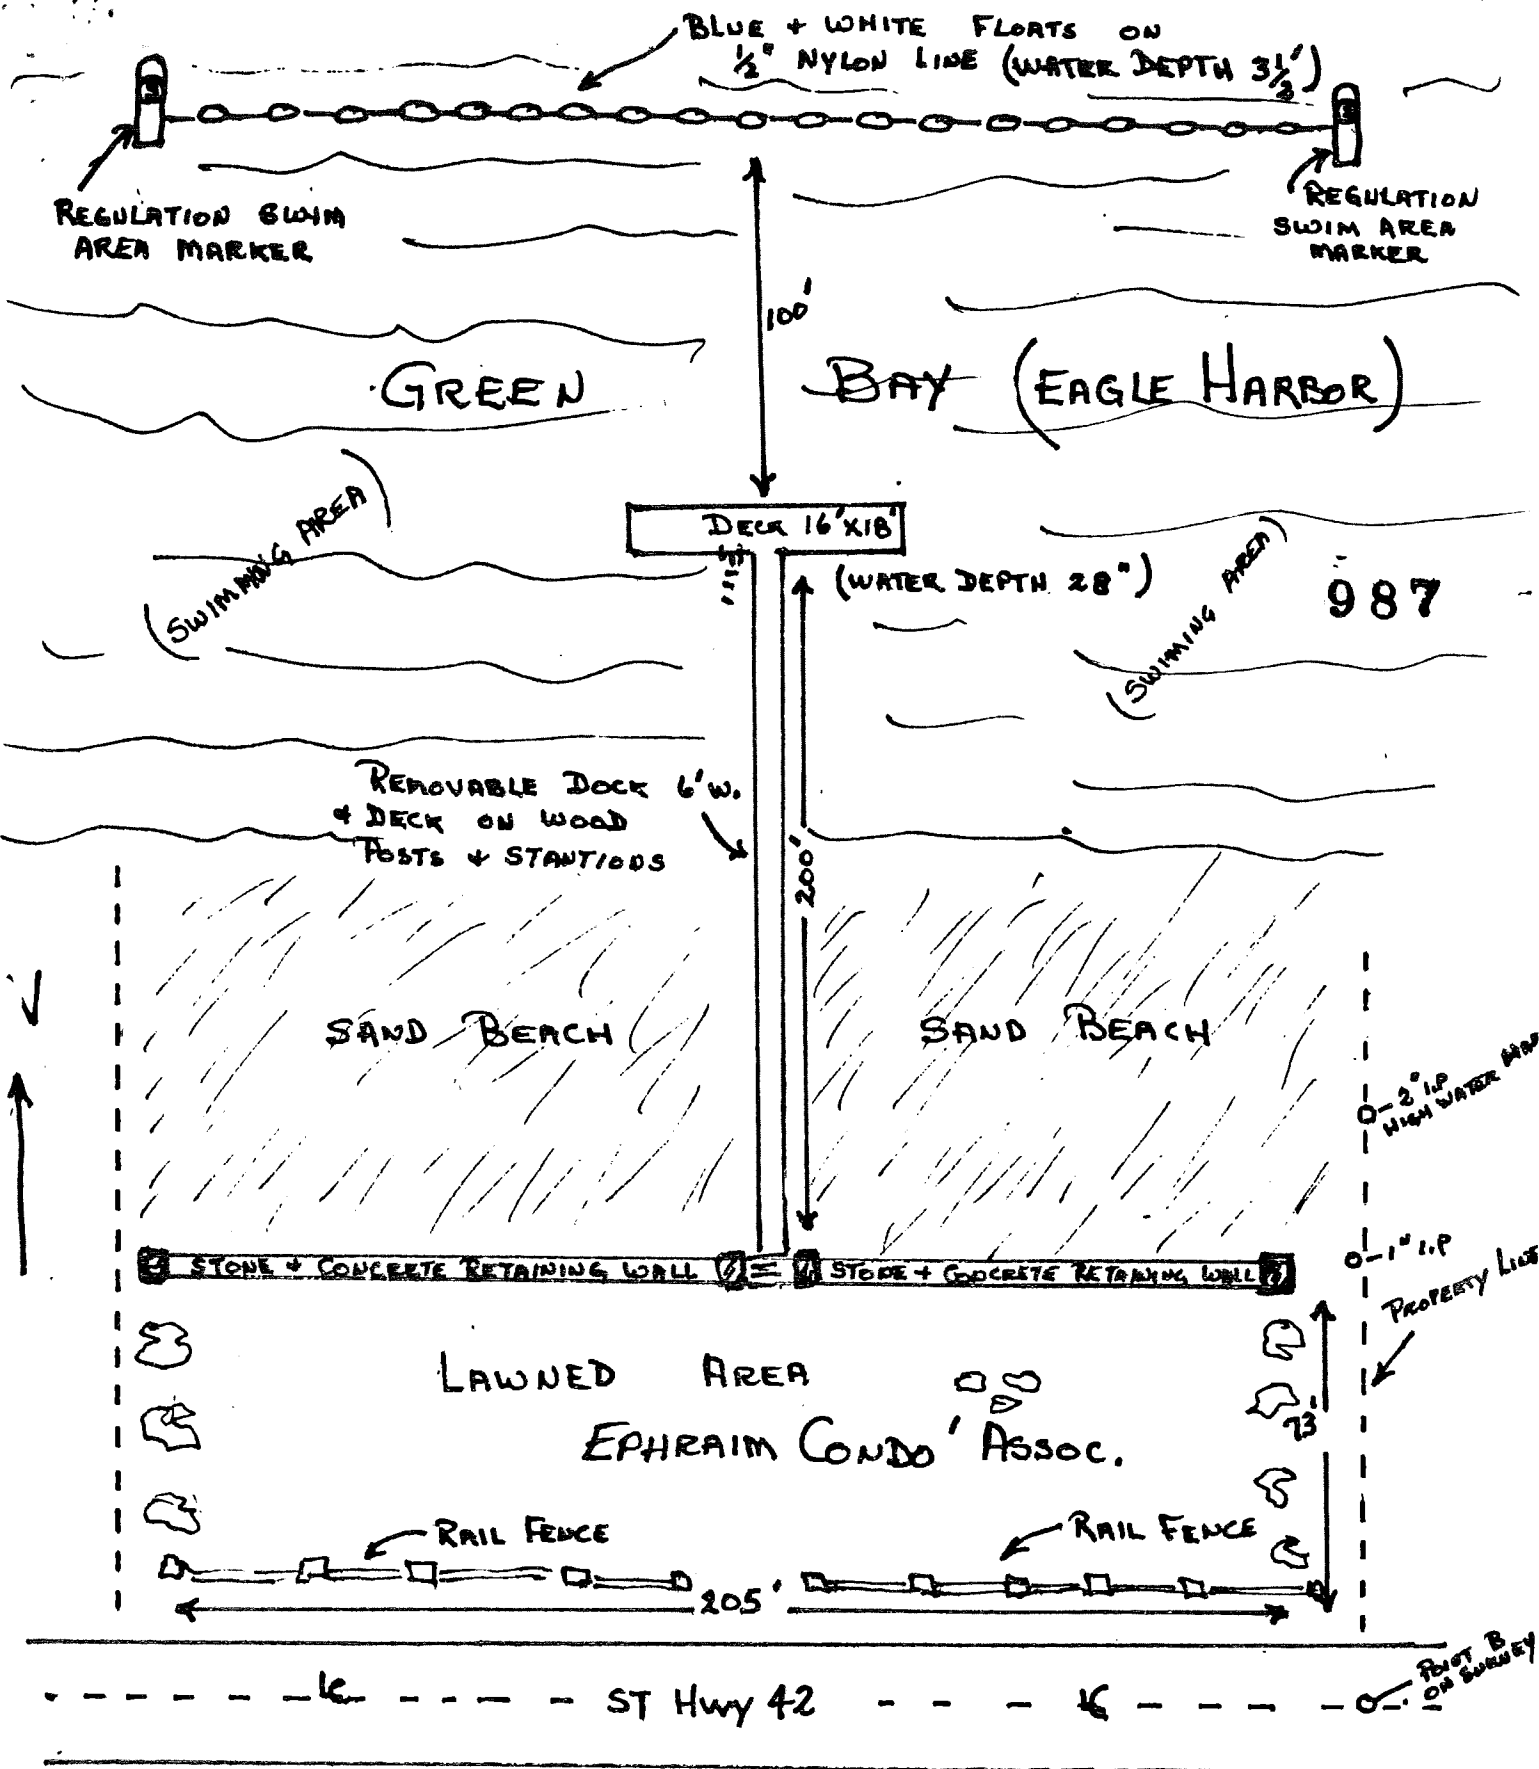 BLUE + WHITE FLOATS ON
1/2" NYLON LINE (WATER DEPTH 3 1/2')
REGULATION SWIM
AREA MARKER
REGULATION
SWIM AREA
MARKER
100'
GREEN BAY (EAGLE HARBOR)
(SWIMMING AREA)
DECK 16'X18'
(WATER DEPTH 28")
(SWIMING AREA)
987
REMOVABLE DOCK 6'W.
& DECK ON WOOD
POSTS & STANTIONS
200'
SAND BEACH
SAND BEACH
2" I.P
HIGH WATER
1" I.P
PROPERTY LINE
STONE + CONCRETE RETAINING WALL
STONE + CONCRETE RETAINING WALL
LAWNED AREA
73'
EPHRAIM CONDO' ASSOC.
RAIL FENCE
RAIL FENCE
205'
ST HWY 42
POINT B
ON SURVEY